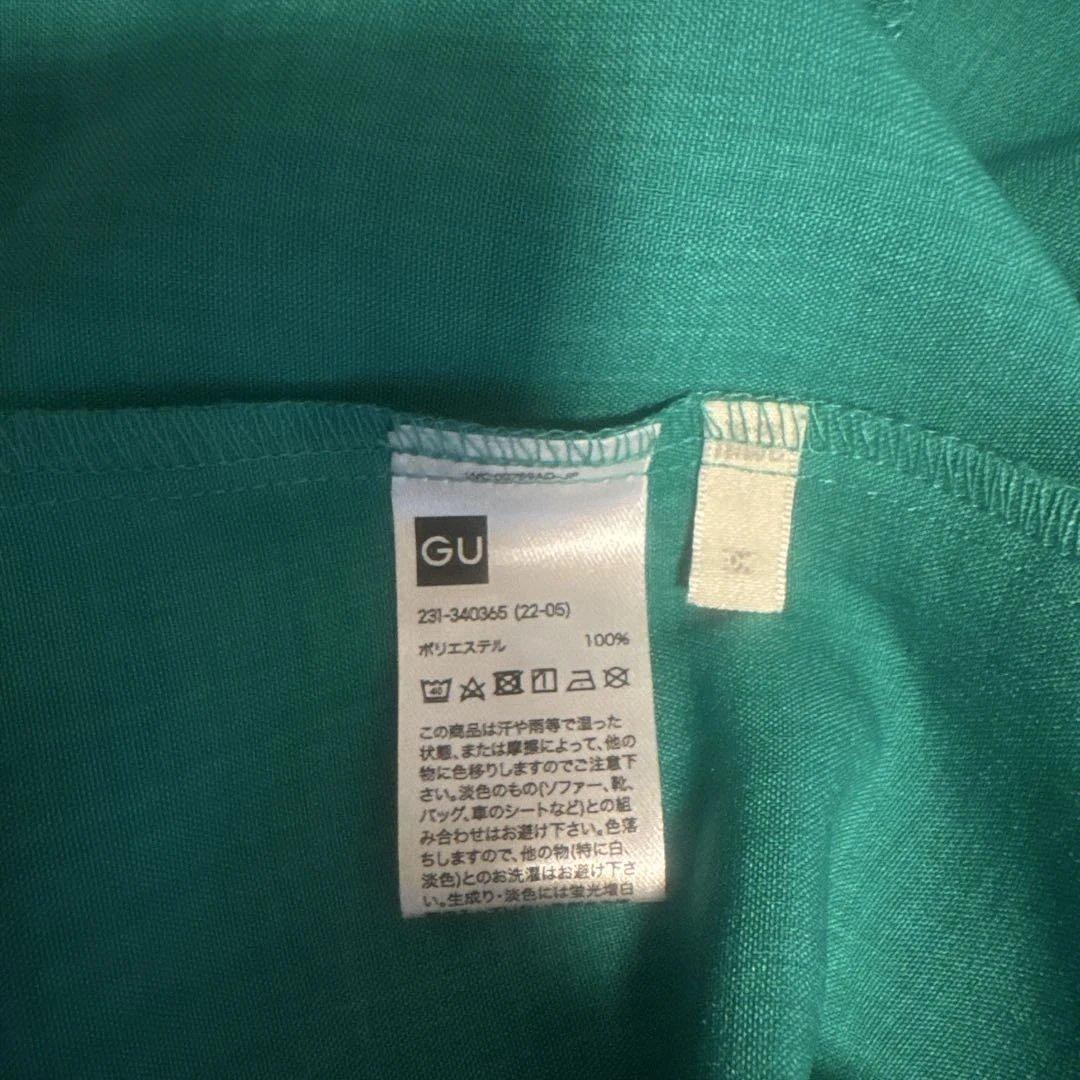 GU
231-340365 (22-05)
ポリエステル 100%
40
この商品は汗や雨等で湿った
状態、または摩擦によって、他の
物に色移りしますのでご注意下
さい。淡色のもの(ソファー、靴、
バッグ、車のシートなど)との組
み合わせはお避け下さい。色落
ちしますので、他の物(特に白、
淡色)とのお洗濯はお避け下さ
い。生成り・淡色には蛍光増白